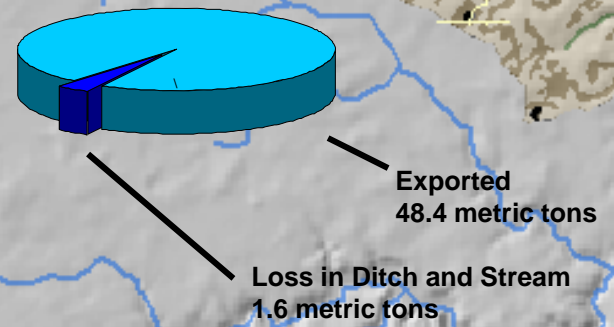 Exported
48.4 metric tons
Loss in Ditch and Stream
1.6 metric tons